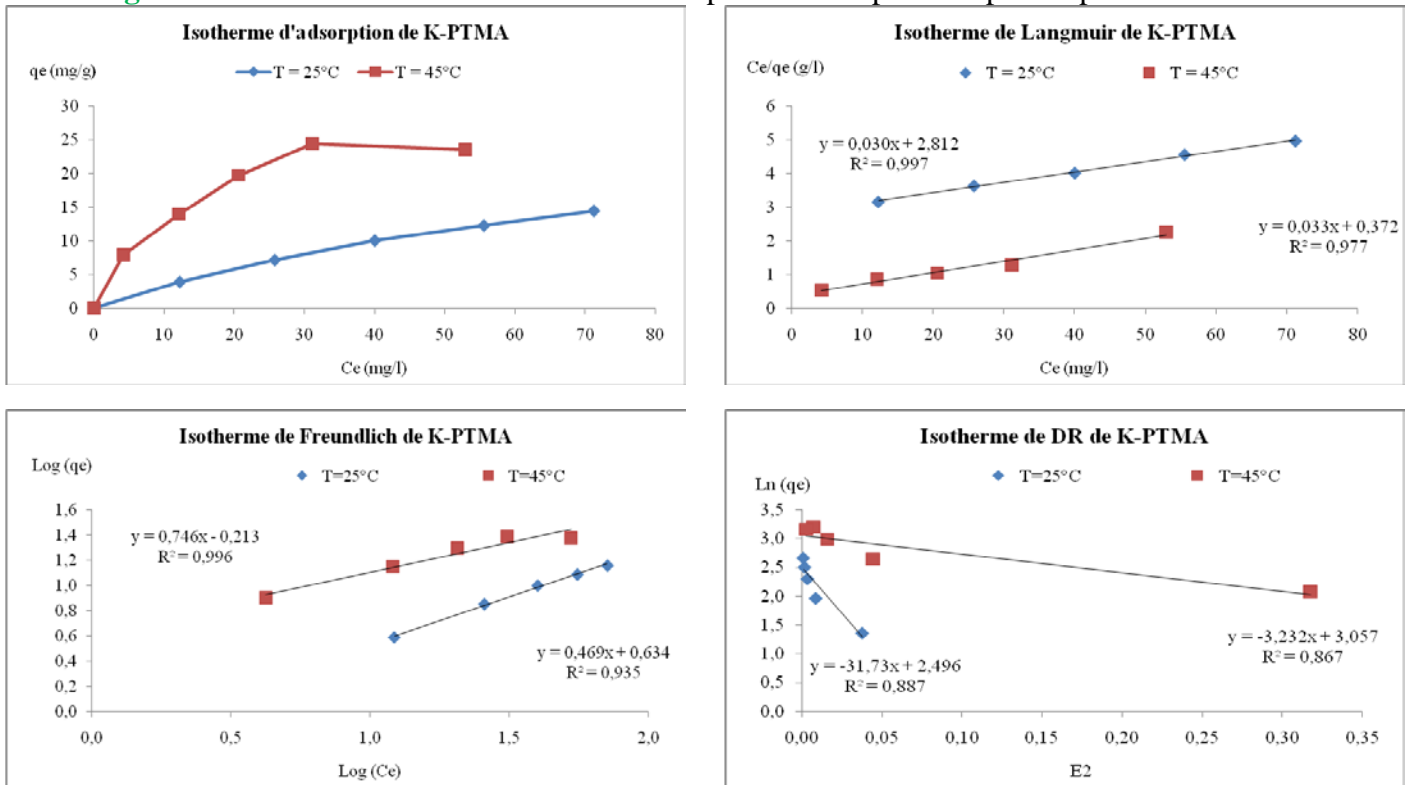 Isotherme d'adsorption de K-PTMA
qe (mg/g)
T = 25°C
T = 45°C
30
25
20
15
10
5
0
0 10 20 30 40 50 60 70 80
Ce (mg/l)
Isotherme de Langmuir de K-PTMA
Ce/qe (g/l)
T = 25°C
T = 45°C
6
5
4
3
2
1
0
y = 0,030x + 2,812
R² = 0,997
y = 0,033x + 0,372
R² = 0,977
0 10 20 30 40 50 60 70 80
Ce (mg/l)
Isotherme de Freundlich de K-PTMA
Log (qe)
T=25°C
T=45°C
1,6
1,4
1,2
1,0
0,8
0,6
0,4
0,2
0,0
y = 0,746x - 0,213
R² = 0,996
y = 0,469x + 0,634
R² = 0,935
0,0 0,5 1,0 1,5 2,0
Log (Ce)
Isotherme de DR de K-PTMA
T=25°C
T=45°C
Ln (qe)
3,5
3,0
2,5
2,0
1,5
1,0
0,5
0,0
y = -31,73x + 2,496
R² = 0,887
y = -3,232x + 3,057
R² = 0,867
0,00 0,05 0,10 0,15 0,20 0,25 0,30 0,35
E2